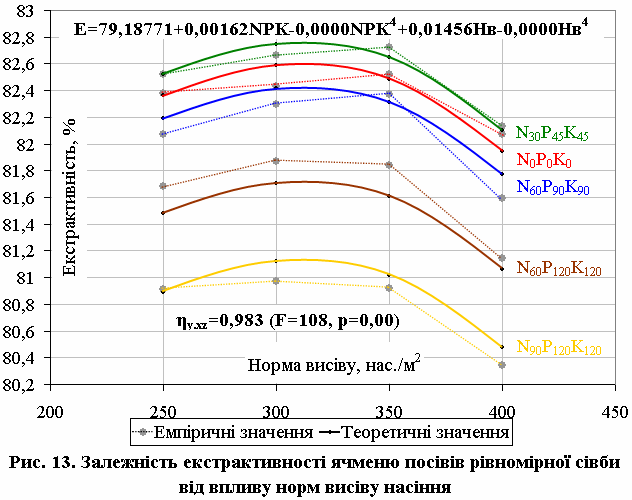 E=79,18771+0,00162NPK-0,0000NPK⁴+0,01456Нв-0,0000Нв⁴
83
82,8
82,6
82,4
82,2
82
81,8
81,6
81,4
81,2
81
80,8
80,6
80,4
80,2
Екстрактивність, %
N₃₀P₄₅K₄₅
N₀P₀K₀
N₆₀P₉₀K₉₀
N₆₀P₁₂₀K₁₂₀
N₉₀P₁₂₀K₁₂₀
η_y.xz=0,983 (F=108, p=0,00)
Норма висіву, нас./м²
200 250 300 350 400 450
Емпіричні значення Теоретичні значення
Рис. 13. Залежність екстрактивності ячменю посівів рівномірної сівби
від впливу норм висіву насіння